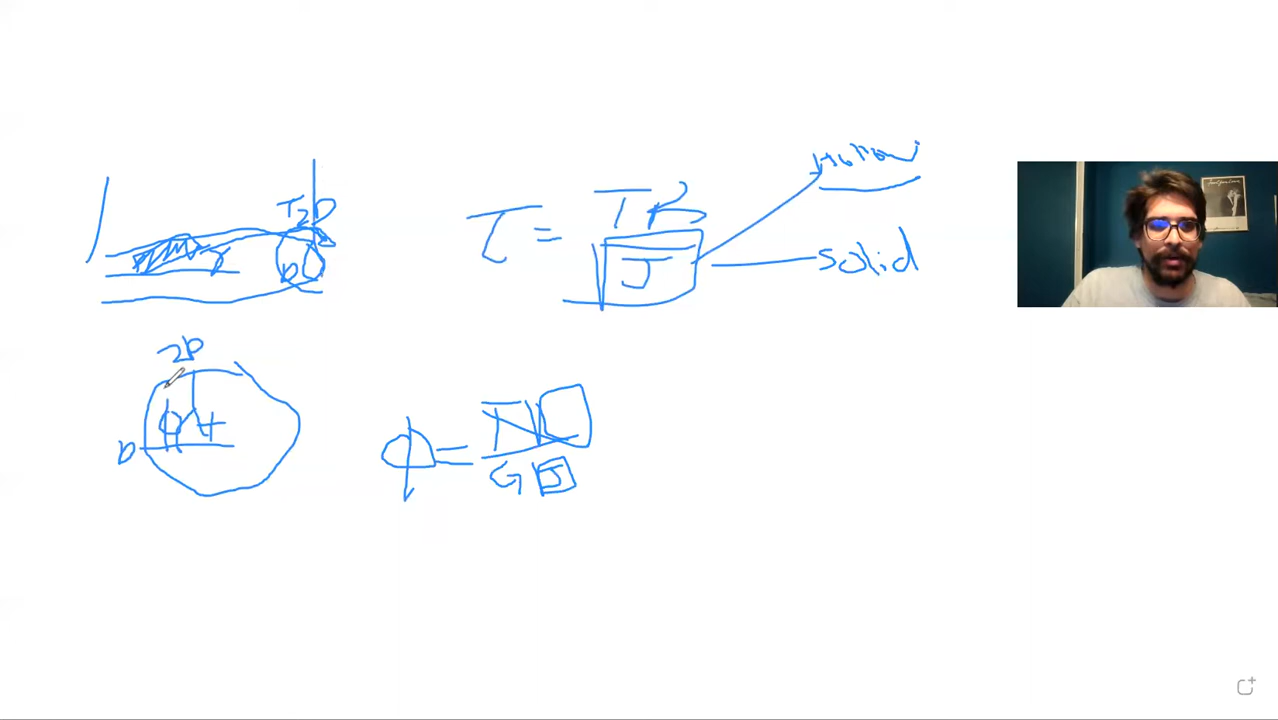 T2D
D
γ
τ = Tr / J
Hollow
Solid
2D
D
φ
φ = TL / GJ